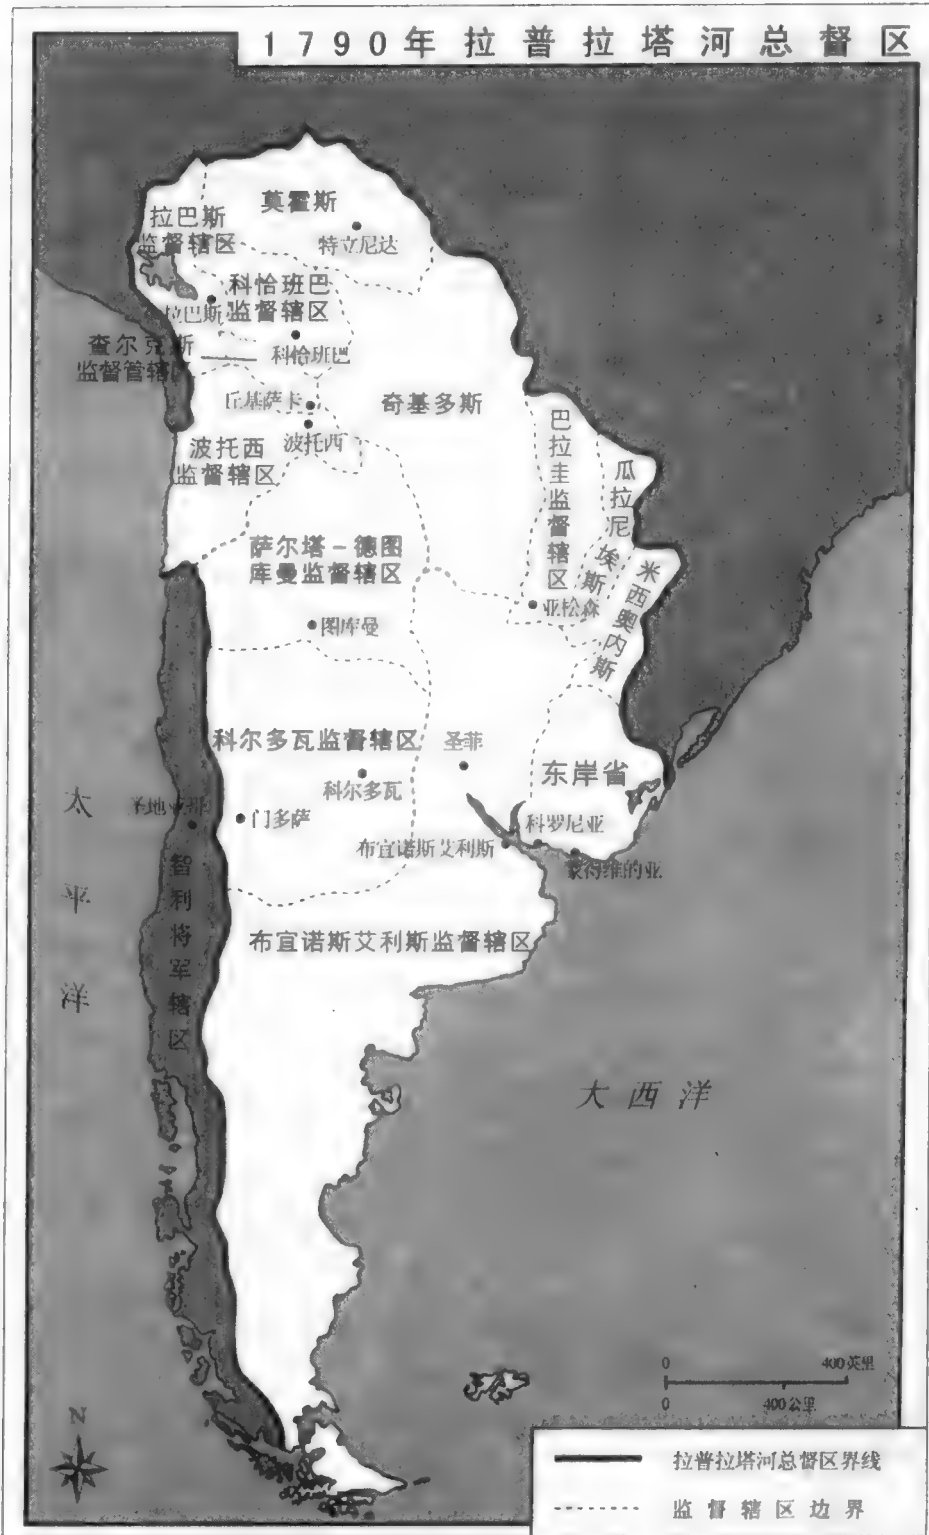 1790年拉普拉塔河总督区
莫霍斯
拉巴斯
监督辖区
特立尼达
科恰班巴
监督辖区
拉巴斯
查尔克斯
监督管辖区
科恰班巴
丘基萨卡
奇基多斯
波托西
波托西
监督辖区
巴拉圭监督辖区
瓜拉尼
埃斯
米西奥内斯
萨尔塔-德图
库曼监督辖区
亚松森
图库曼
科尔多瓦监督辖区
圣菲
东岸省
科尔多瓦
圣地亚哥
门多萨
科罗尼亚
布宜诺斯艾利斯
蒙得维的亚
太平洋
智利将军辖区
布宜诺斯艾利斯监督辖区
大西洋
0 400英里
0 400公里
N
拉普拉塔河总督区界线
监督辖区边界